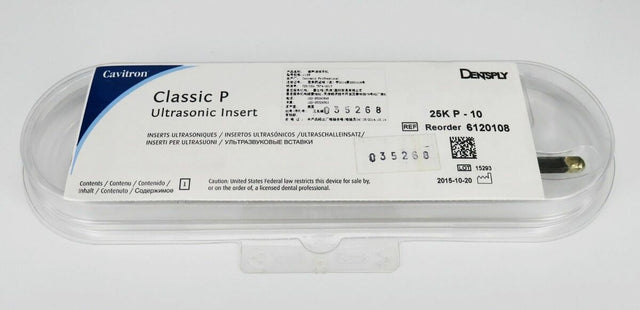 Cavitron
DENTSPLY
Classic P
Ultrasonic Insert
035268
25K P - 10
REF Reorder 6120108
INSERTS ULTRASONIQUES / INSERTOS ULTRASÓNICOS / ULTRASCHALLEINSATZ/
INSERTI PER ULTRASUONI / УЛЬТРАЗВУКОВЫЕ ВСТАВКИ
035268
LOT 15293
2015-10-20
Contents / Contenu / Contenido /
Inhalt / Contenuto / Содержимое
1
Caution: United States Federal law restricts this device for sale by,
or on the order of, a licensed dental professional.